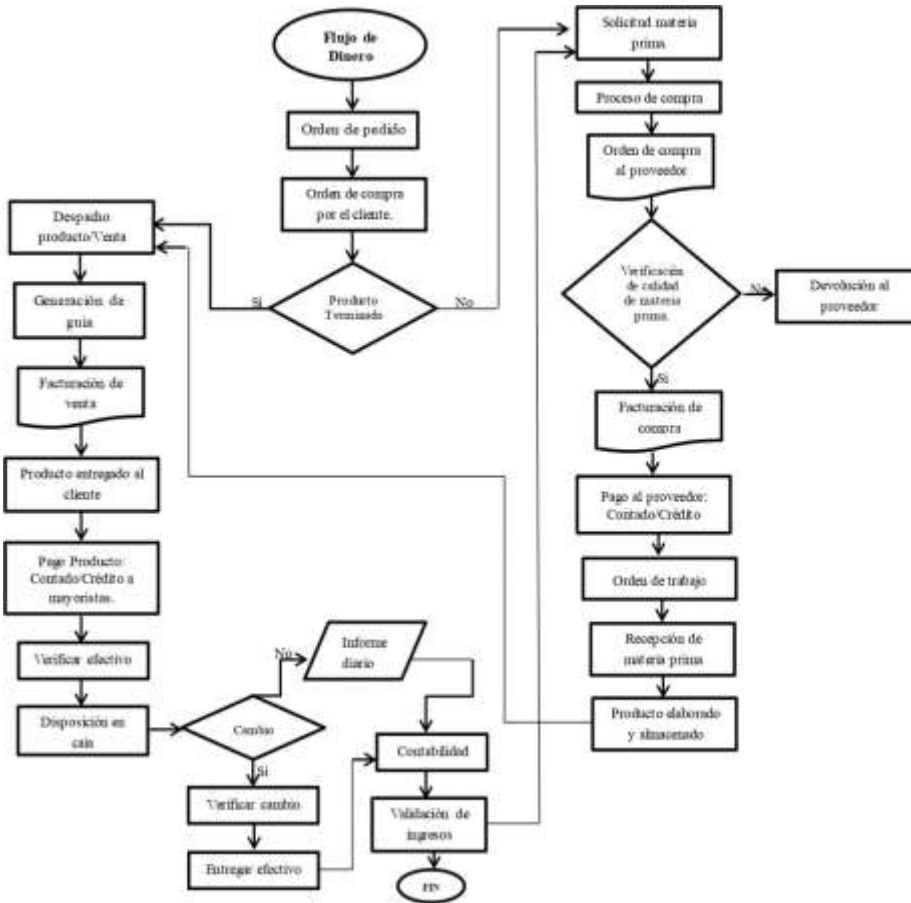 Flujo de
Dinero
Orden de pedido
Orden de compra
por el cliente.
Producto
Terminado
Si
No
Despacho
producto/Venta
Generación de
guia
Facturación de
venta
Producto entregado al
cliente
Pago Producto:
Contado/Crédito a
mayoristas.
Verificar efectivo
Disposición en
caja
Cambio
No
Informe
diario
Si
Verificar cambio
Entregar efectivo
Contabilidad
Validación de
ingresos
FIN
Solicitud materia
prima
Proceso de compra
Orden de compra
al proveedor
Verificación
de calidad
de materia
prima.
No
Devolución al
proveedor
Si
Facturación de
compra
Pago al proveedor:
Contado/Crédito
Orden de trabajo
Recepción de
materia prima
Producto elaborado
y almacenado